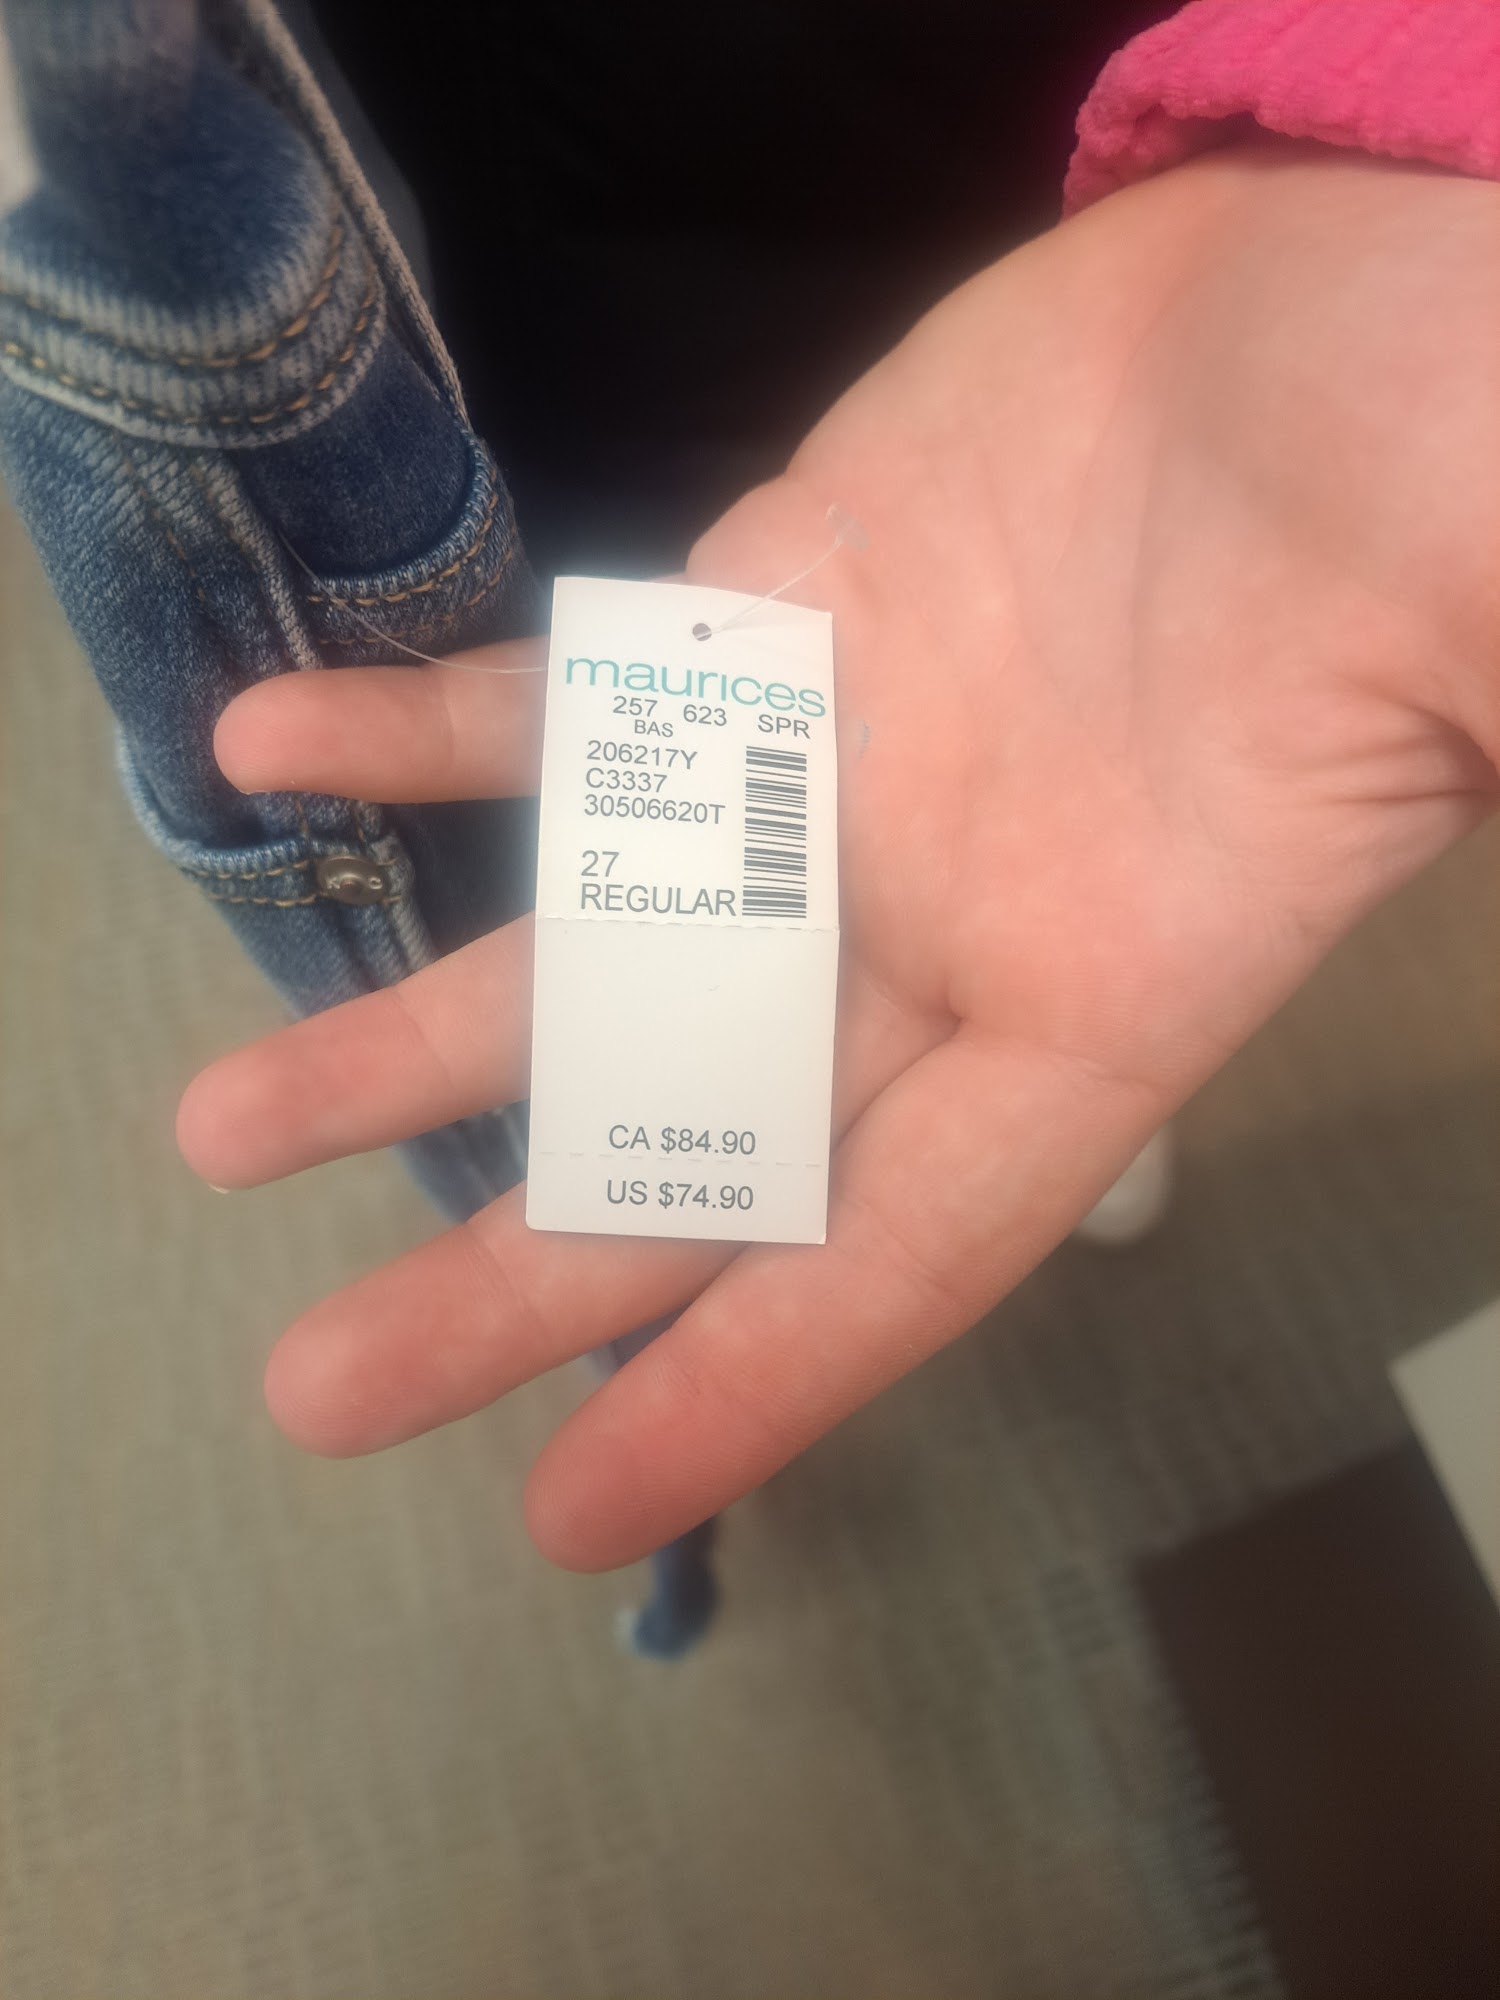 maurices
257 623 SPR
BAS
206217Y
C3337
30506620T
27
REGULAR
CA $84.90
US $74.90